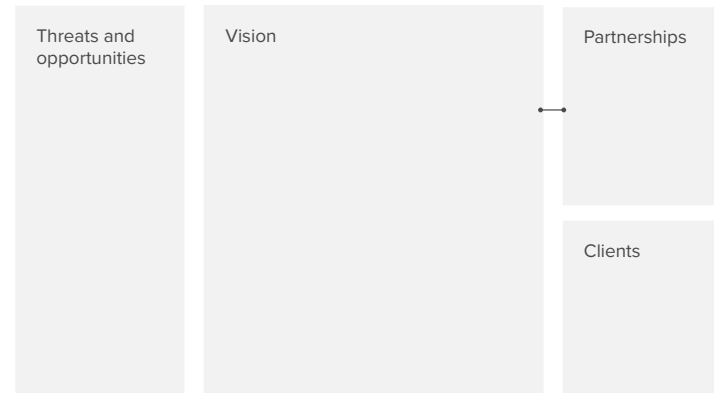 Threats and
opportunities
Vision
Partnerships
Clients